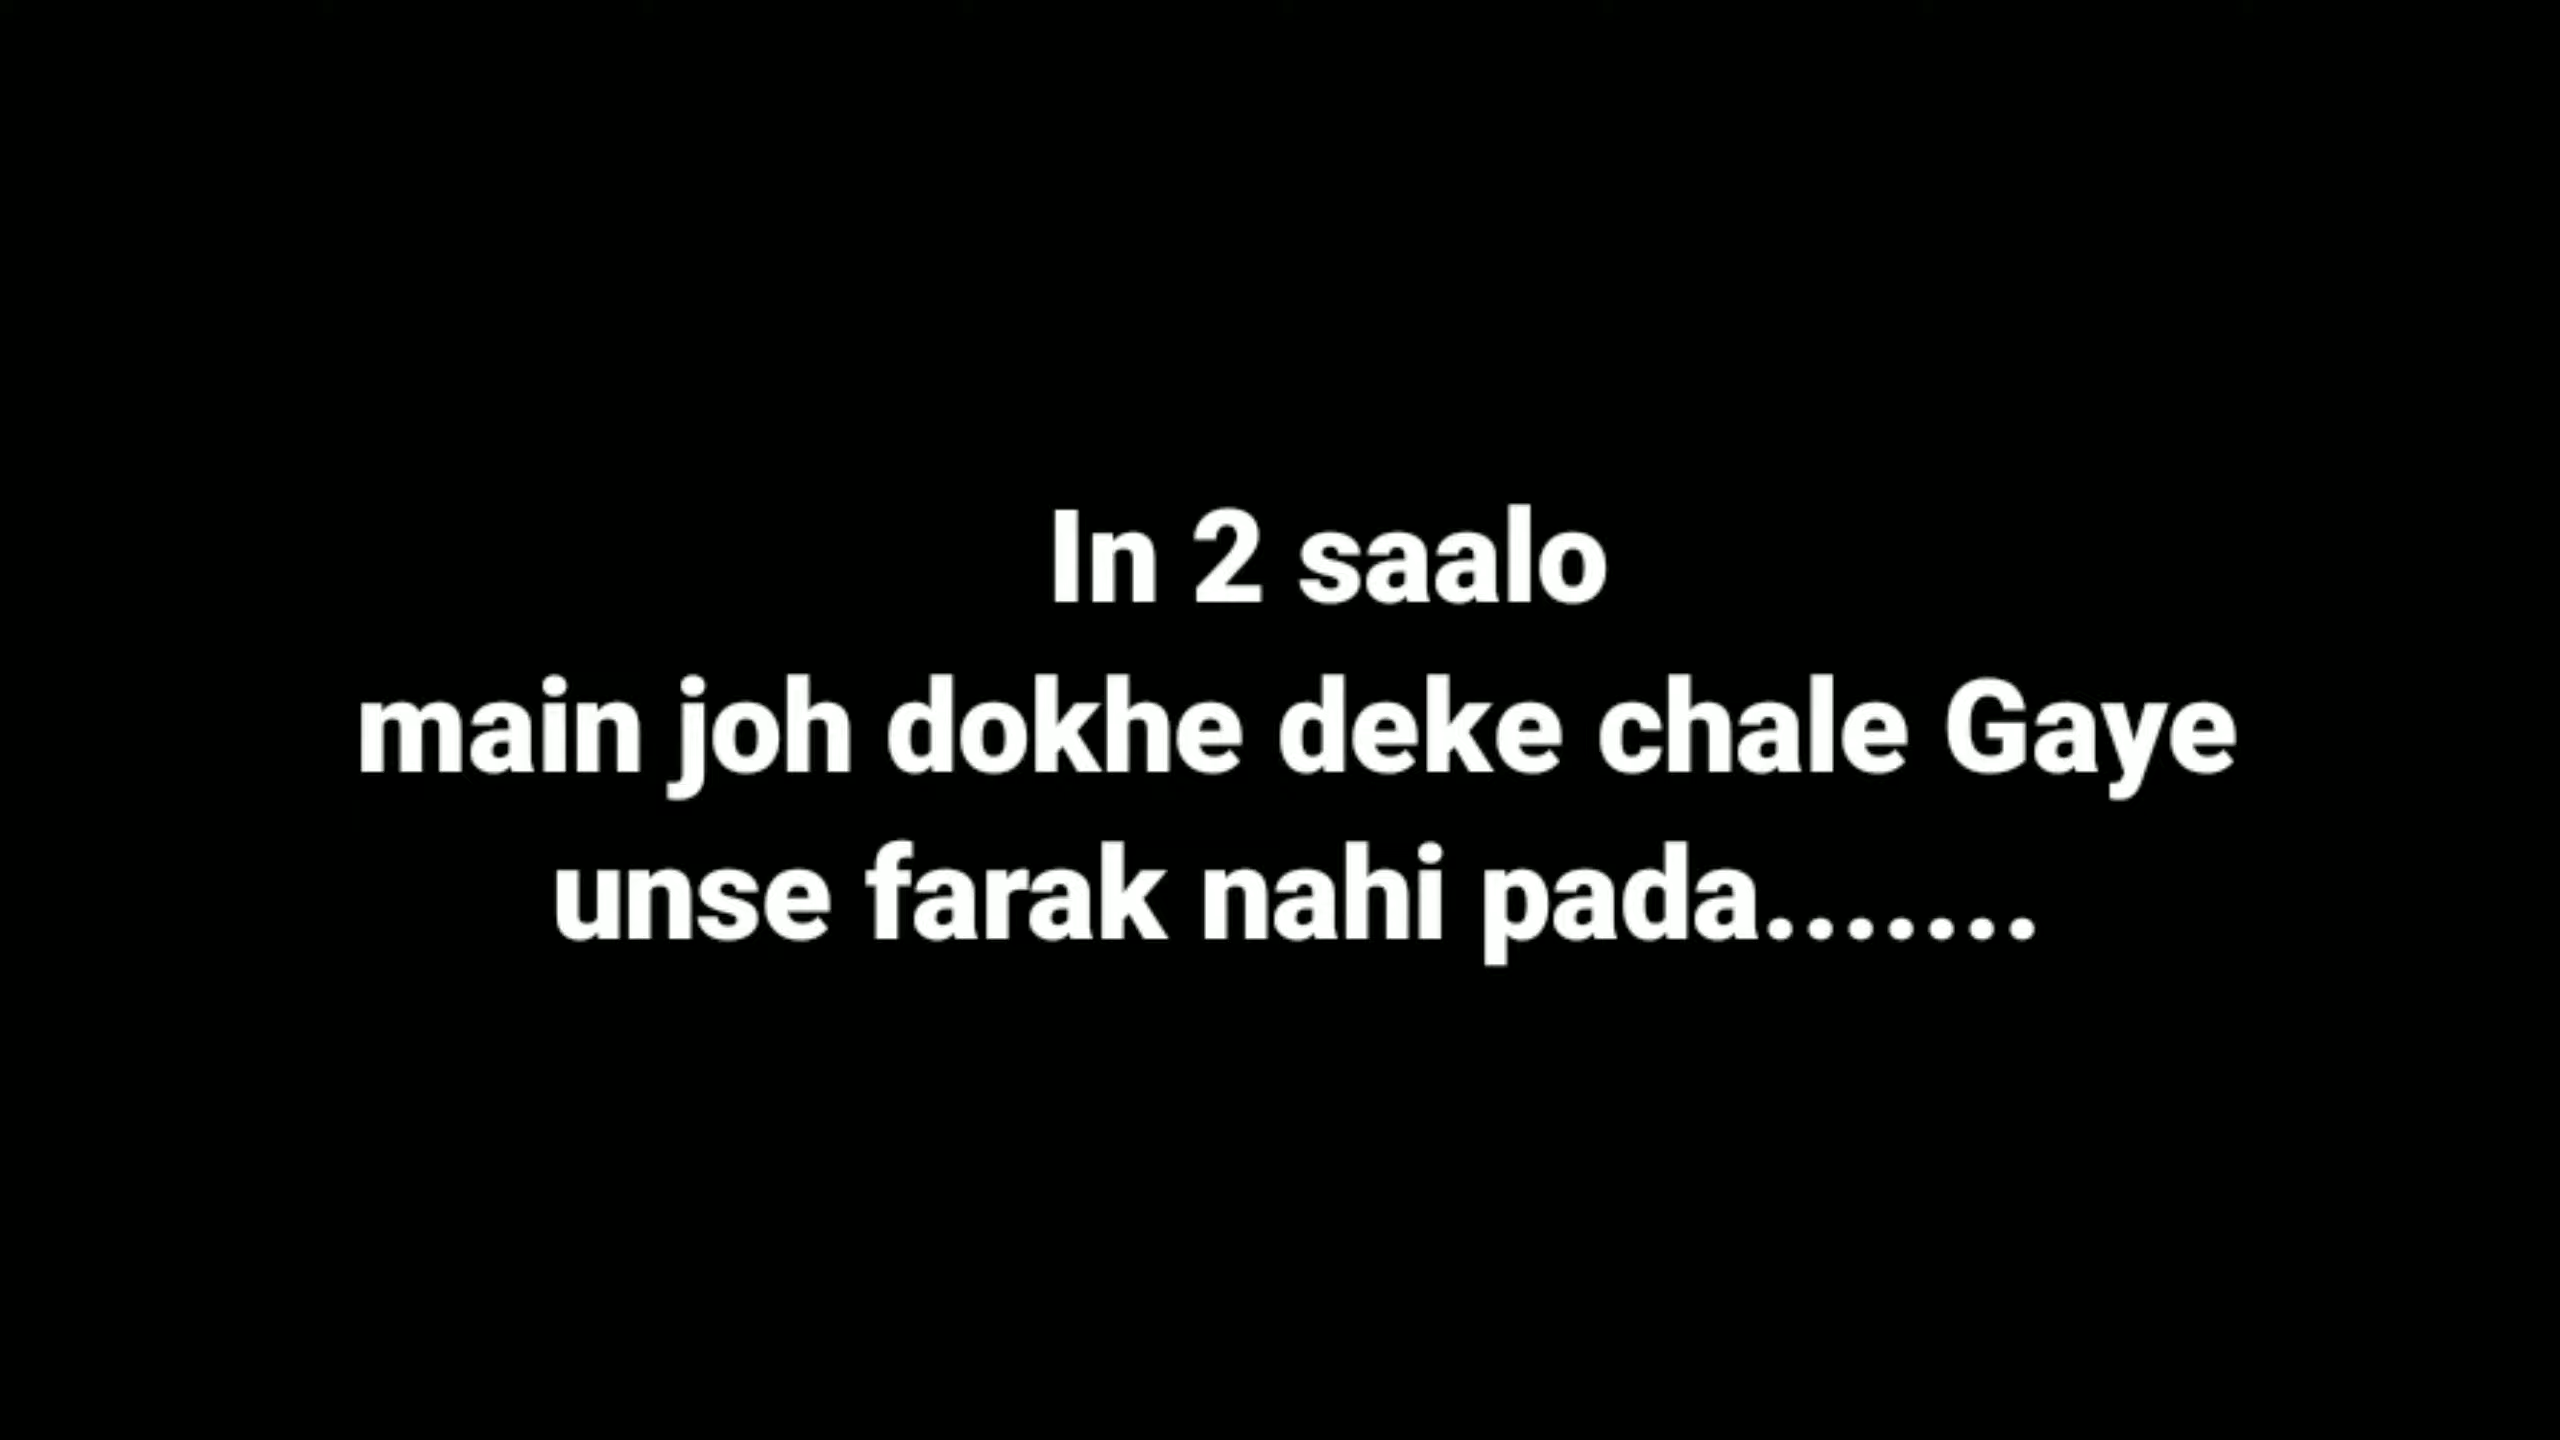 In 2 saalo
main joh dokhe deke chale Gaye
unse farak nahi pada.......